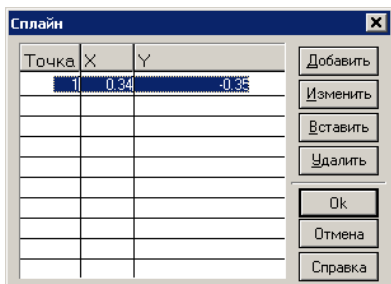 Сплайн
Точка X Y
1 0.34 -0.35
Добавить
Изменить
Вставить
Удалить
Ok
Отмена
Справка